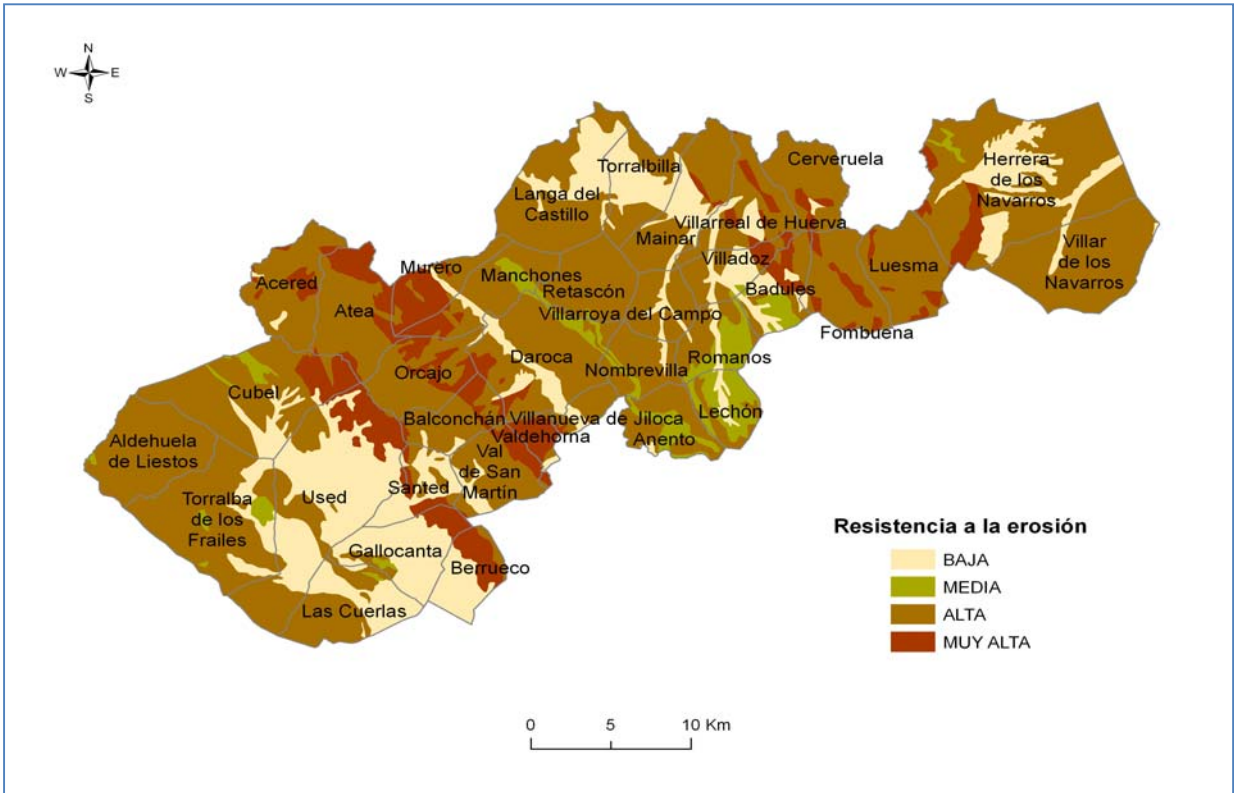 N
W E
S
Cerveruela
Torralbilla
Herrera
de los
Navarros
Langa del
Castillo
Villarreal de Huerva
Mainar
Villar
de los
Navarros
Villadoz
Luesma
Murero
Manchones
Acered
Retascón
Badules
Atea
Villarroya del Campo
Fombuena
Daroca
Romanos
Orcajo
Nombrevilla
Cubel
Lechón
Balconchán
Villanueva de Jiloca
Valdehorna
Anento
Aldehuela
de Liestos
Val
de San
Martín
Santed
Used
Torralba
de los
Frailes
Gallocanta
Berrueco
Las Cuerlas
Resistencia a la erosión
BAJA
MEDIA
ALTA
MUY ALTA
0 5 10 Km